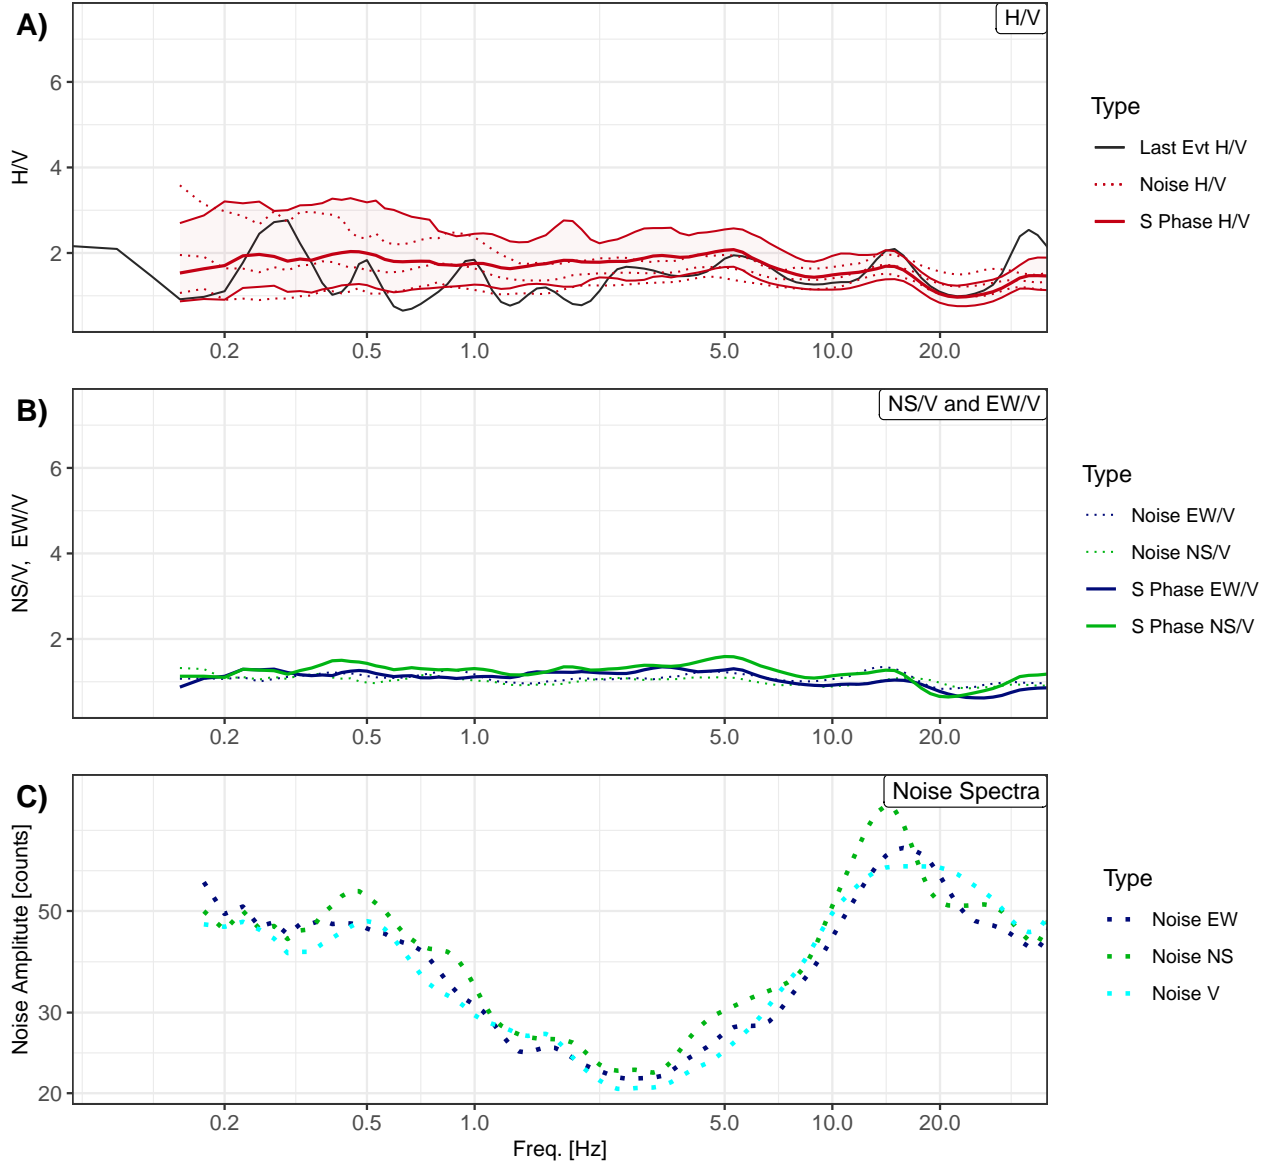 A)
H/V
6
4
2
H/V
0.2 0.5 1.0 5.0 10.0 20.0
Type
Last Evt H/V
Noise H/V
S Phase H/V
B)
NS/V and EW/V
6
4
2
NS/V, EW/V
0.2 0.5 1.0 5.0 10.0 20.0
Type
Noise EW/V
Noise NS/V
S Phase EW/V
S Phase NS/V
C)
Noise Spectra
50
30
20
Noise Amplitude [counts]
0.2 0.5 1.0 5.0 10.0 20.0
Freq. [Hz]
Type
Noise EW
Noise NS
Noise V